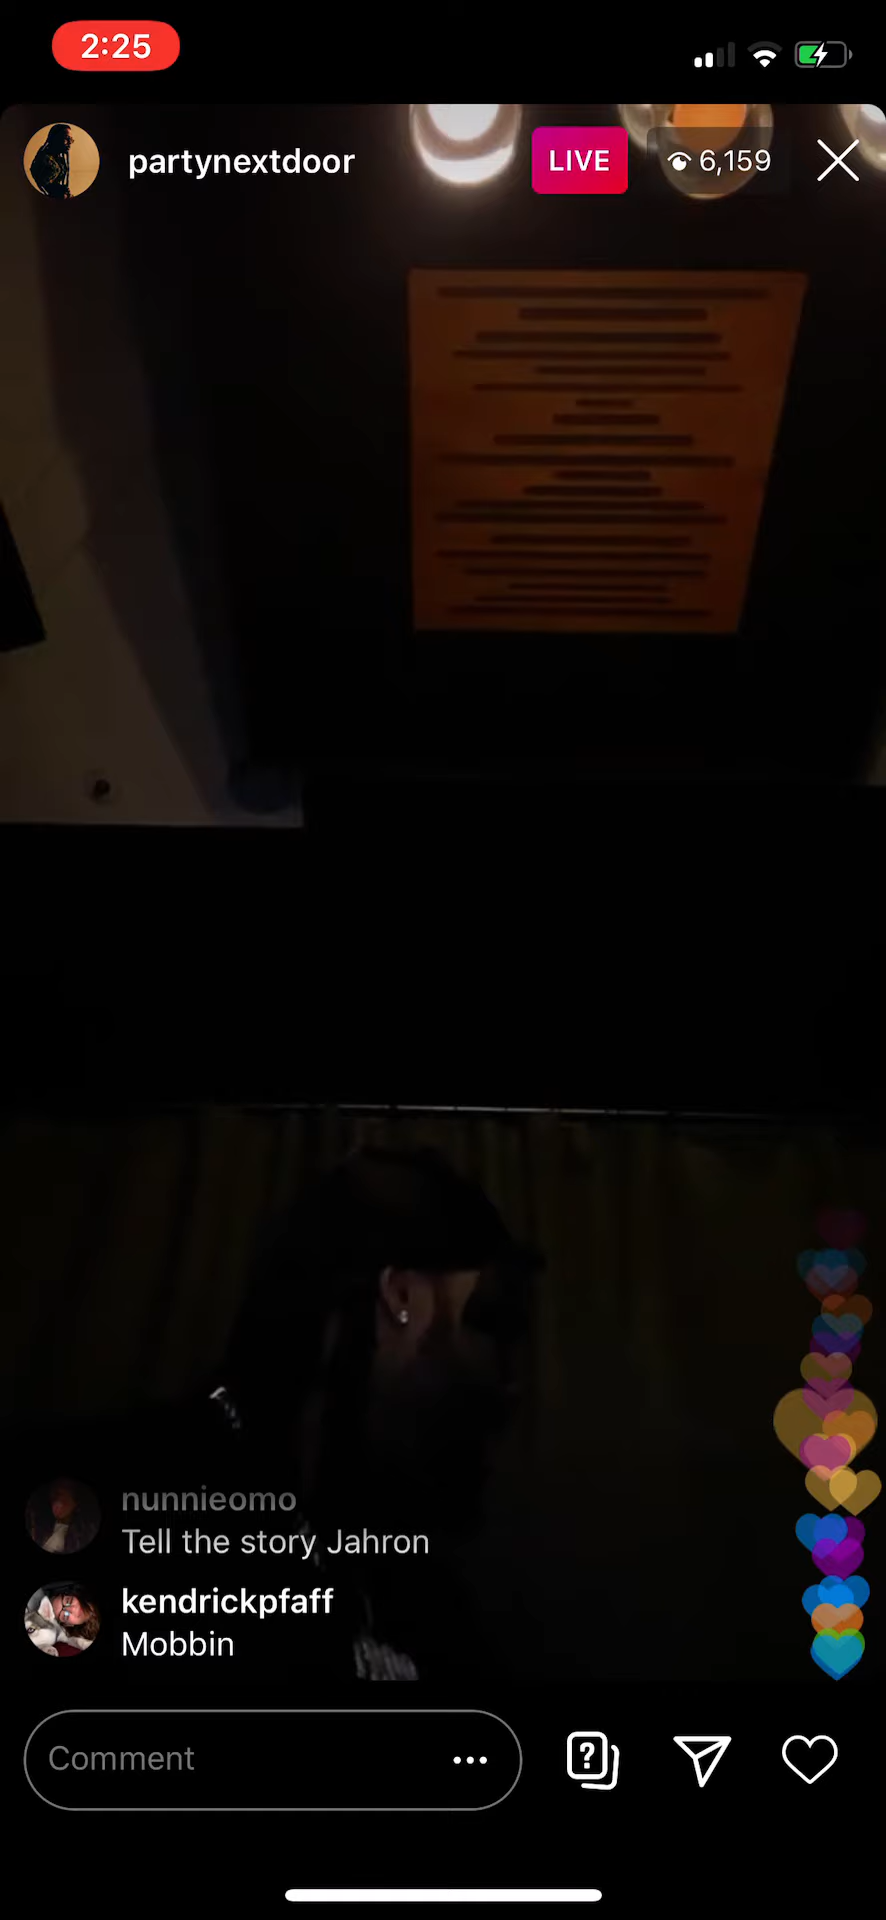 2:25
partynextdoor
LIVE
6,159
nunnieomo
Tell the story Jahron
kendrickpfaff
Mobbin
Comment